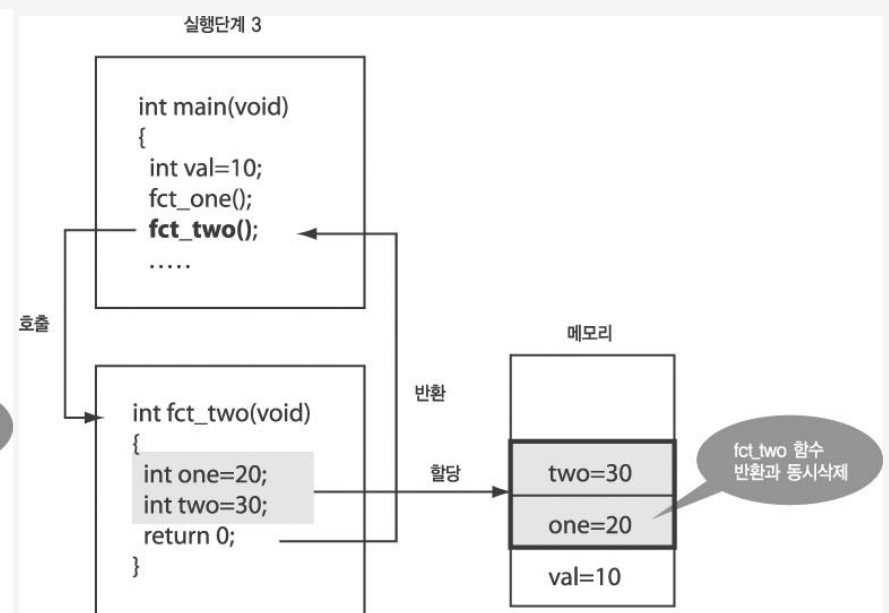 실행단계 3
int main(void)
{
int val=10;
fct_one();
fct_two();
.....
호출
int fct_two(void)
{
int one=20;
int two=30;
return 0;
}
반환
할당
메모리
two=30
one=20
val=10
fct_two 함수
반환과 동시삭제